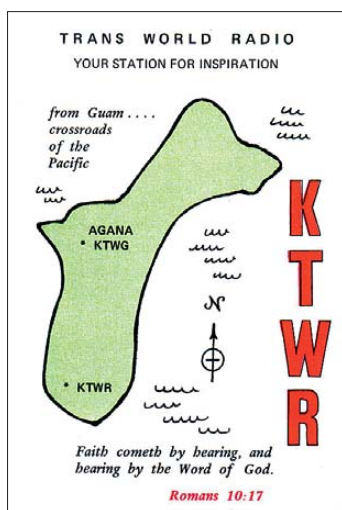 TRANS WORLD RADIO
YOUR STATION FOR INSPIRATION
from Guam ....
crossroads
of the
Pacific
AGANA
KTWG
N
KTWR
KTWR
Faith cometh by hearing, and
hearing by the Word of God.
Romans 10:17